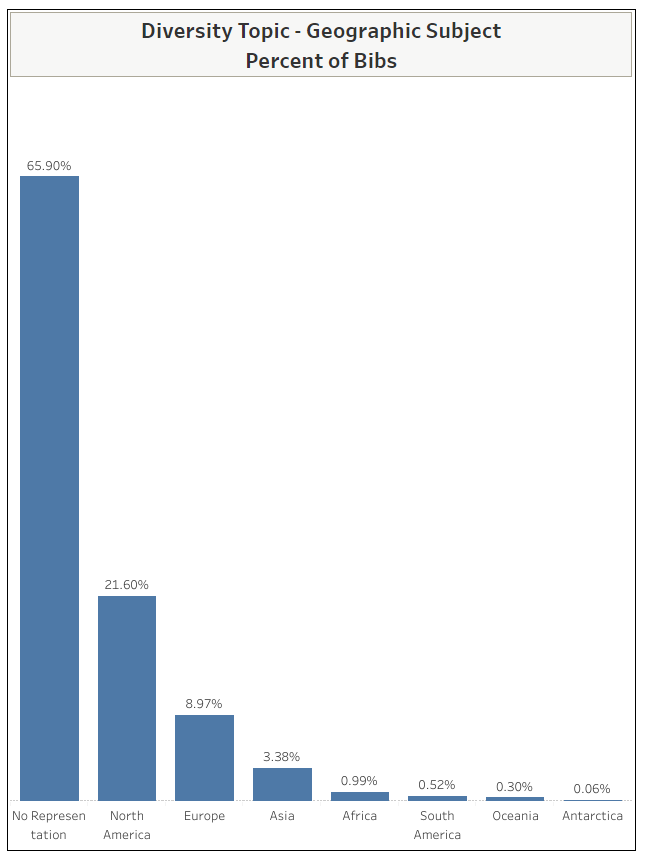 Diversity Topic - Geographic Subject
Percent of Bibs
65.90%
21.60%
8.97%
3.38%
0.99%
0.52%
0.30%
0.06%
No Represen
tation
North
America
Europe
Asia
Africa
South
America
Oceania
Antarctica